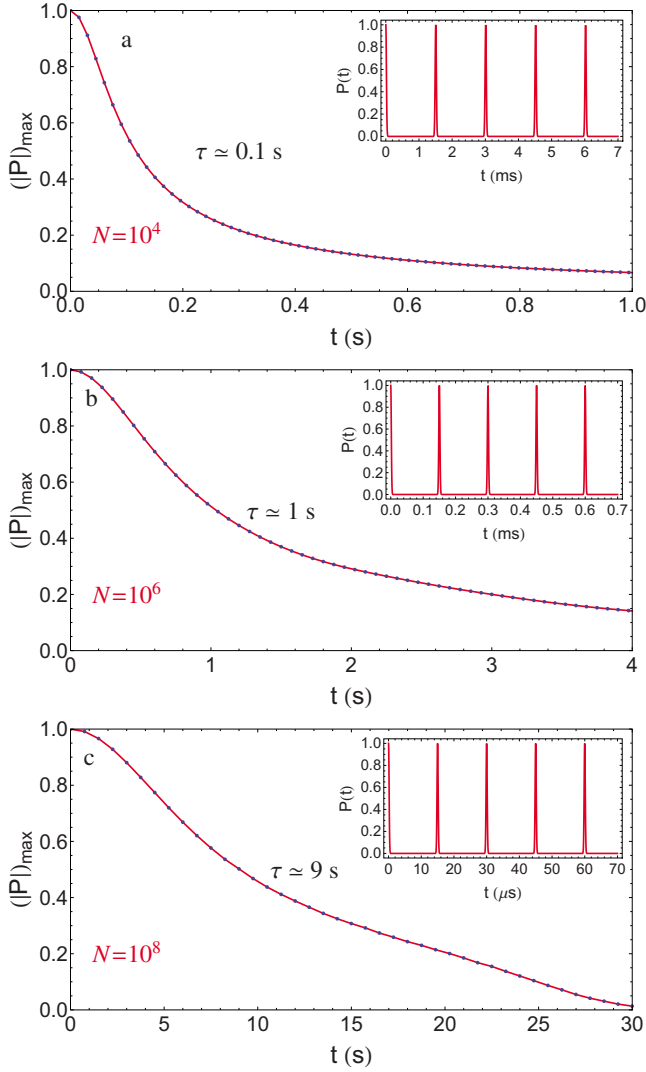 1.0
0.8
0.6
0.4
0.2
0.0
(|P|)max
a
τ ≃ 0.1 s
N=10⁴
0.2 0.4 0.6 0.8 1.0
t (s)
1.0
0.8
0.6
0.4
0.2
0.0
P(t)
0 1 2 3 4 5 6 7
t (ms)
1.0
0.8
0.6
0.4
0.2
0.0
(|P|)max
b
τ ≃ 1 s
N=10⁶
0 1 2 3 4
t (s)
1.0
0.8
0.6
0.4
0.2
0.0
P(t)
0.0 0.1 0.2 0.3 0.4 0.5 0.6 0.7
t (ms)
1.0
0.8
0.6
0.4
0.2
0.0
(|P|)max
c
τ ≃ 9 s
N=10⁸
0 5 10 15 20 25 30
t (s)
1.0
0.8
0.6
0.4
0.2
0.0
P(t)
0 10 20 30 40 50 60 70
t (μs)